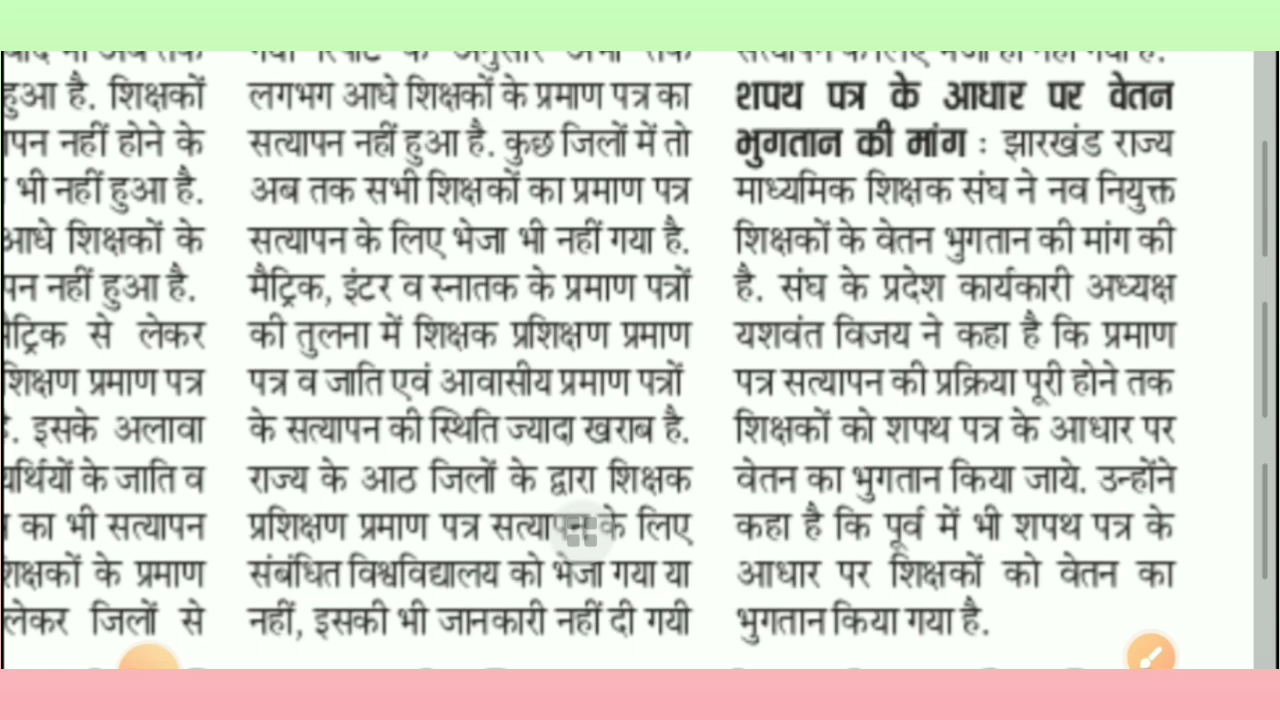 हुआ है. शिक्षकों
नहीं होने के
भी नहीं हुआ है.
आधे शिक्षकों के
नहीं हुआ है.
से लेकर
प्रमाण पत्र
इसके अलावा
के जाति व
का भी सत्यापन
के प्रमाण
लेकर जिलों से
लगभग आधे शिक्षकों के प्रमाण पत्र का
सत्यापन नहीं हुआ है. कुछ जिलों में तो
अब तक सभी शिक्षकों का प्रमाण पत्र
सत्यापन के लिए भेजा भी नहीं गया है.
मैट्रिक, इंटर व स्नातक के प्रमाण पत्रों
की तुलना में शिक्षक प्रशिक्षण प्रमाण
पत्र व जाति एवं आवासीय प्रमाण पत्रों
के सत्यापन की स्थिति ज्यादा खराब है.
राज्य के आठ जिलों के द्वारा शिक्षक
प्रशिक्षण प्रमाण पत्र सत्यापन के लिए
संबंधित विश्वविद्यालय को भेजा गया या
नहीं, इसकी भी जानकारी नहीं दी गयी
शपथ पत्र के आधार पर वेतन
भुगतान की मांग : झारखंड राज्य
माध्यमिक शिक्षक संघ ने नव नियुक्त
शिक्षकों के वेतन भुगतान की मांग की
है. संघ के प्रदेश कार्यकारी अध्यक्ष
यशवंत विजय ने कहा है कि प्रमाण
पत्र सत्यापन की प्रक्रिया पूरी होने तक
शिक्षकों को शपथ पत्र के आधार पर
वेतन का भुगतान किया जाये. उन्होंने
कहा है कि पूर्व में भी शपथ पत्र के
आधार पर शिक्षकों को वेतन का
भुगतान किया गया है.